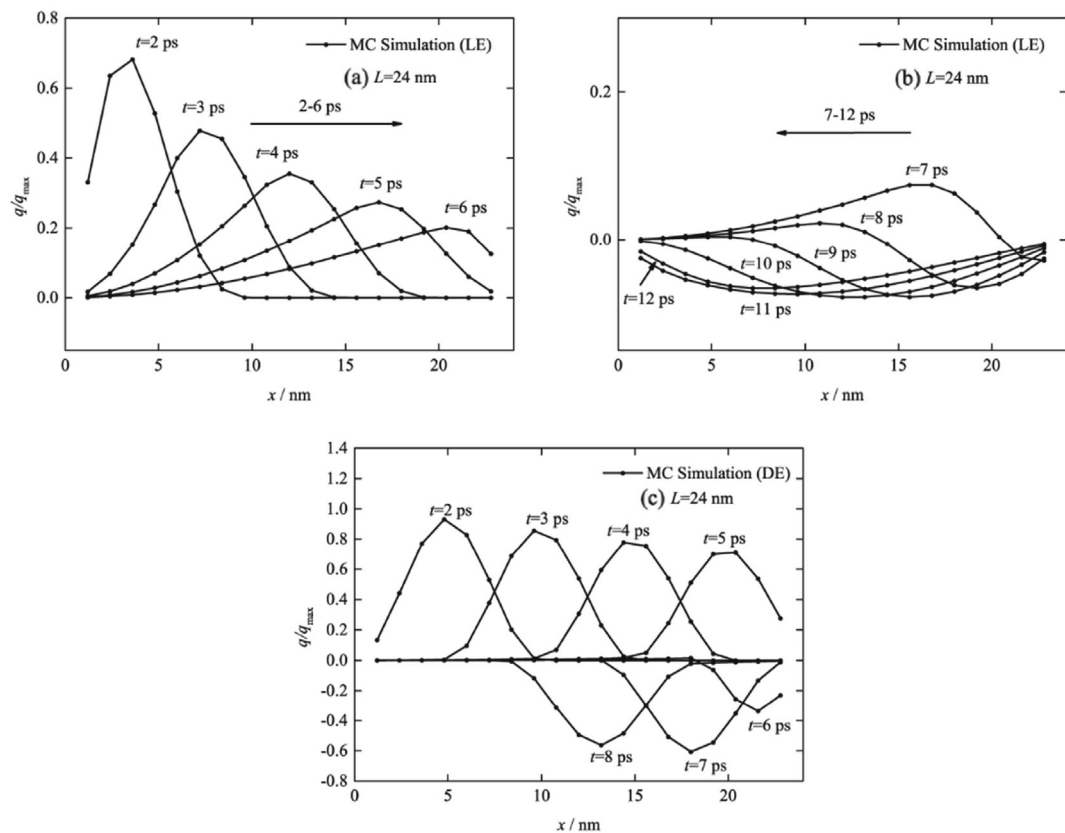 0.8
0.6
0.4
0.2
0.0
q/q_max
0 5 10 15 20
x / nm
MC Simulation (LE)
(a) L=24 nm
2-6 ps
t=2 ps
t=3 ps
t=4 ps
t=5 ps
t=6 ps
0.2
0.0
q/q_max
0 5 10 15 20
x / nm
MC Simulation (LE)
(b) L=24 nm
7-12 ps
t=7 ps
t=8 ps
t=9 ps
t=10 ps
t=12 ps
t=11 ps
1.4
1.2
1.0
0.8
0.6
0.4
0.2
0.0
-0.2
-0.4
-0.6
-0.8
q/q_max
0 5 10 15 20
x / nm
MC Simulation (DE)
(c) L=24 nm
t=2 ps
t=3 ps
t=4 ps
t=5 ps
t=6 ps
t=8 ps
t=7 ps